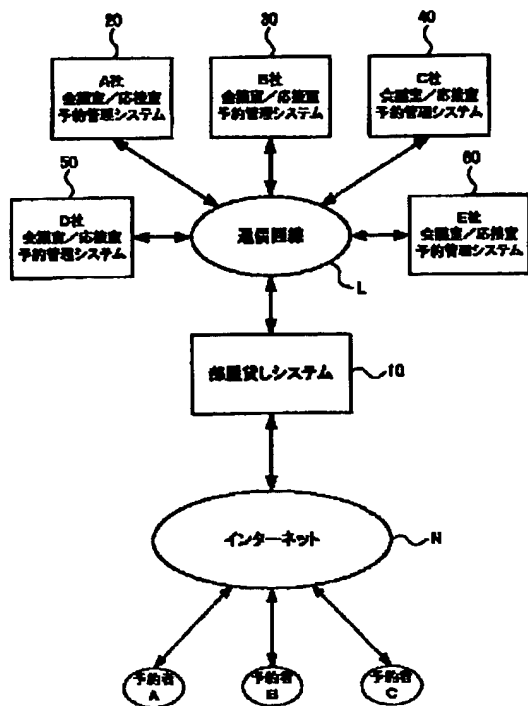 20
30
40
A社
会議室/応接室
予約管理システム
B社
会議室/応接室
予約管理システム
C社
会議室/応接室
予約管理システム
50
60
D社
会議室/応接室
予約管理システム
通信回線
E社
会議室/応接室
予約管理システム
L
部屋貸しシステム
10
インターネット
N
予約者
A
予約者
B
予約者
C